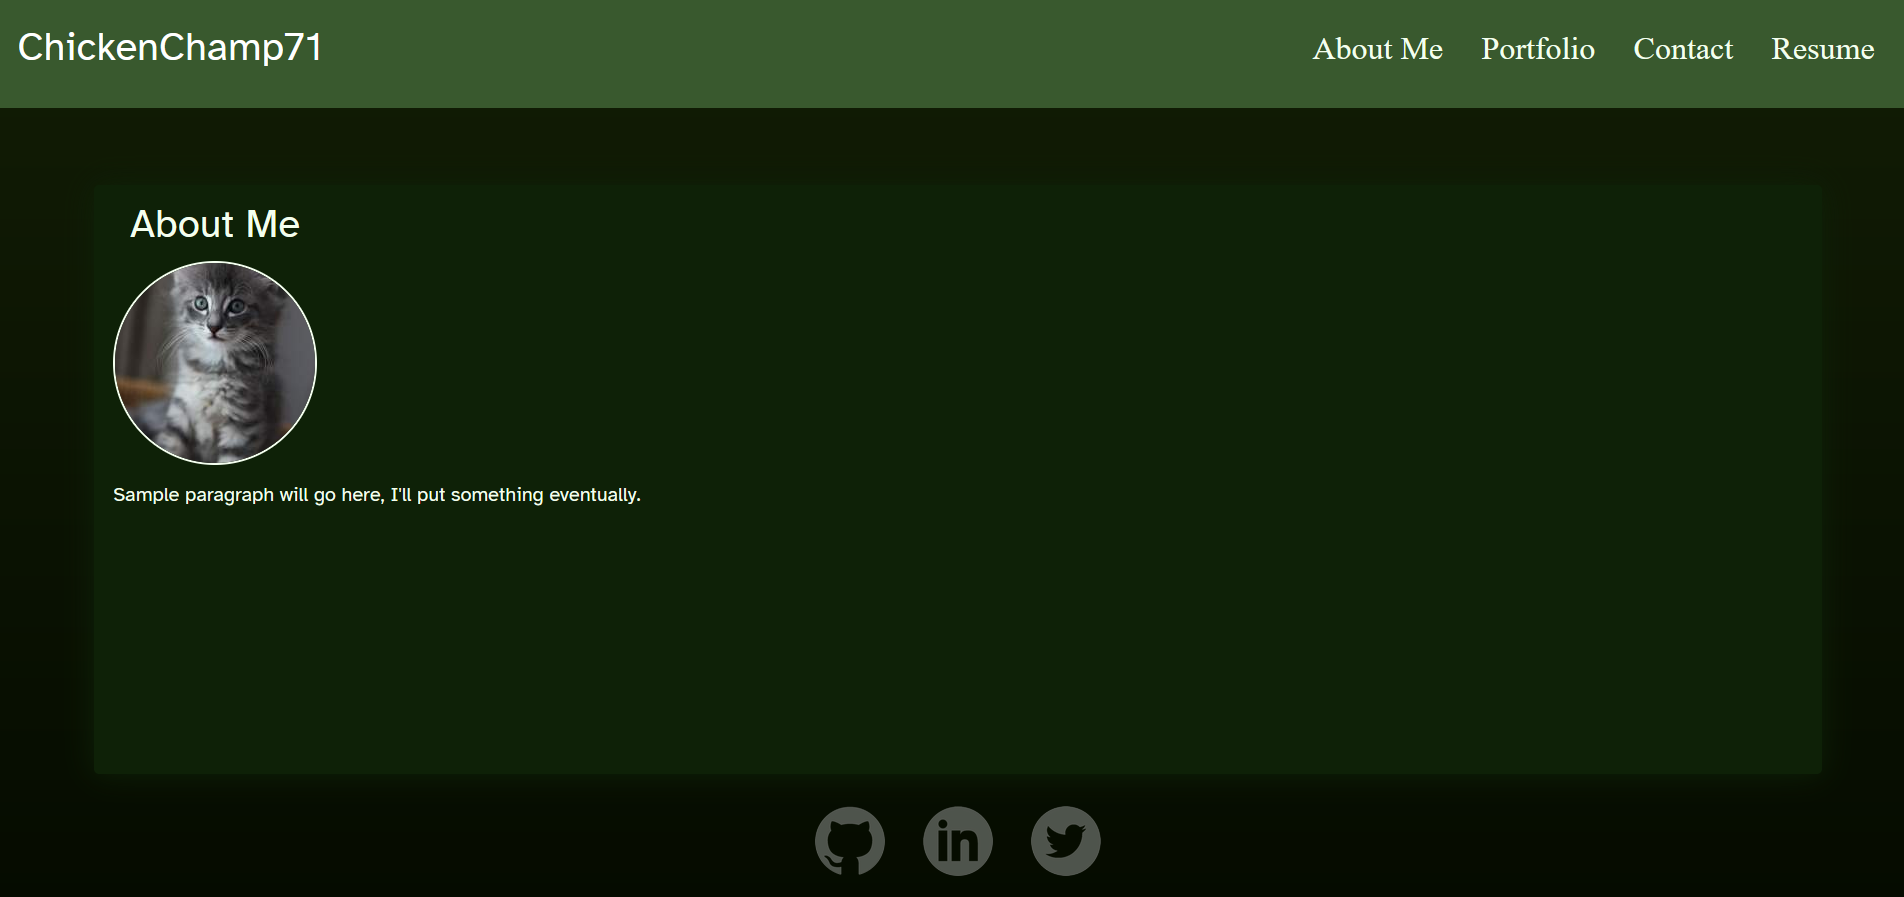 ChickenChamp71
About Me Portfolio Contact Resume
About Me
Sample paragraph will go here, I'll put something eventually.
in